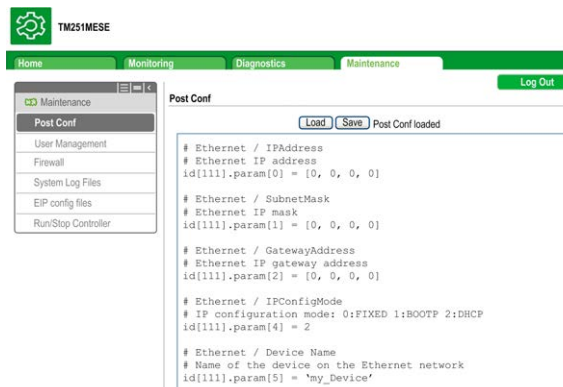 TM251MESE
Home Monitoring Diagnostics Maintenance
Log Out
Maintenance
Post Conf
User Management
Firewall
System Log Files
EIP config files
Run/Stop Controller
Post Conf
Load Save Post Conf loaded
# Ethernet / IPAddress
# Ethernet IP address
id[111].param[0] = [0, 0, 0, 0]
# Ethernet / SubnetMask
# Ethernet IP mask
id[111].param[1] = [0, 0, 0, 0]
# Ethernet / GatewayAddress
# Ethernet IP gateway address
id[111].param[2] = [0, 0, 0, 0]
# Ethernet / IPConfigMode
# IP configuration mode: 0:FIXED 1:BOOTP 2:DHCP
id[111].param[4] = 2
# Ethernet / Device Name
# Name of the device on the Ethernet network
id[111].param[5] = ‘my_Device’